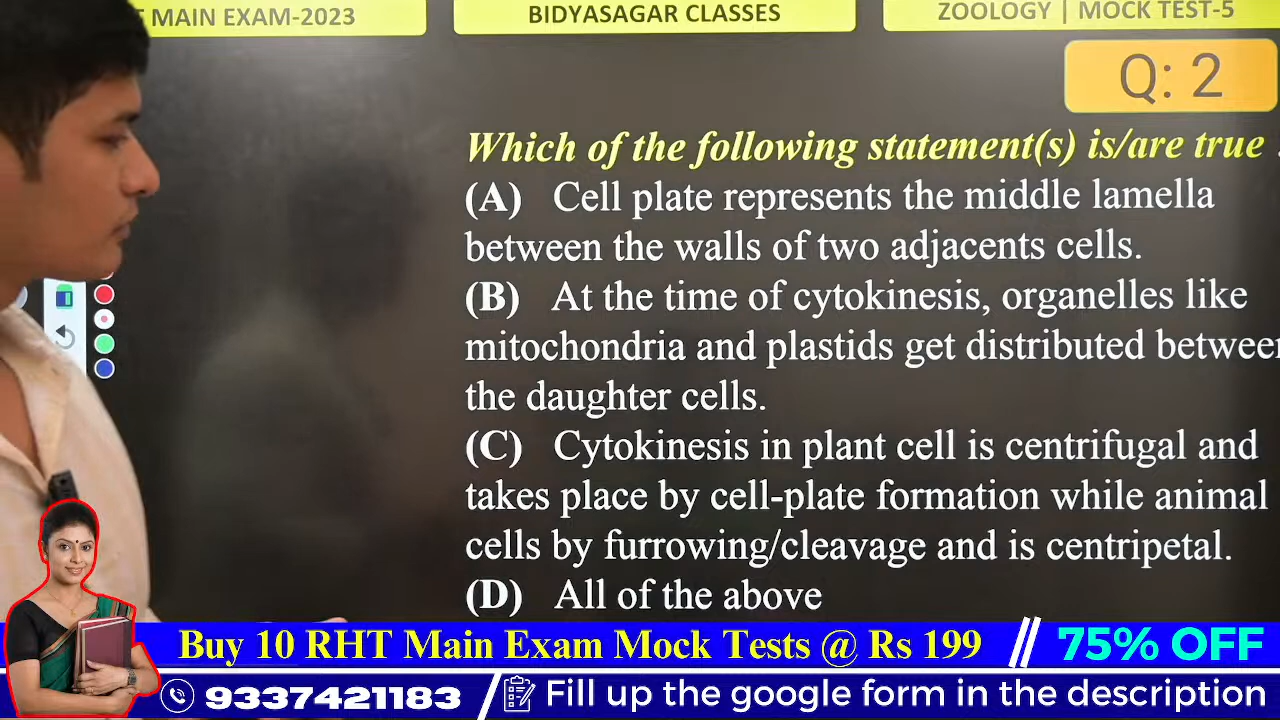 MAIN EXAM-2023
BIDYASAGAR CLASSES
ZOOLOGY | MOCK TEST-5
Q: 2
Which of the following statement(s) is/are true
(A) Cell plate represents the middle lamella
between the walls of two adjacents cells.
(B) At the time of cytokinesis, organelles like
mitochondria and plastids get distributed between
the daughter cells.
(C) Cytokinesis in plant cell is centrifugal and
takes place by cell-plate formation while animal
cells by furrowing/cleavage and is centripetal.
(D) All of the above
Buy 10 RHT Main Exam Mock Tests @ Rs 199 // 75% OFF
9337421183 / Fill up the google form in the description